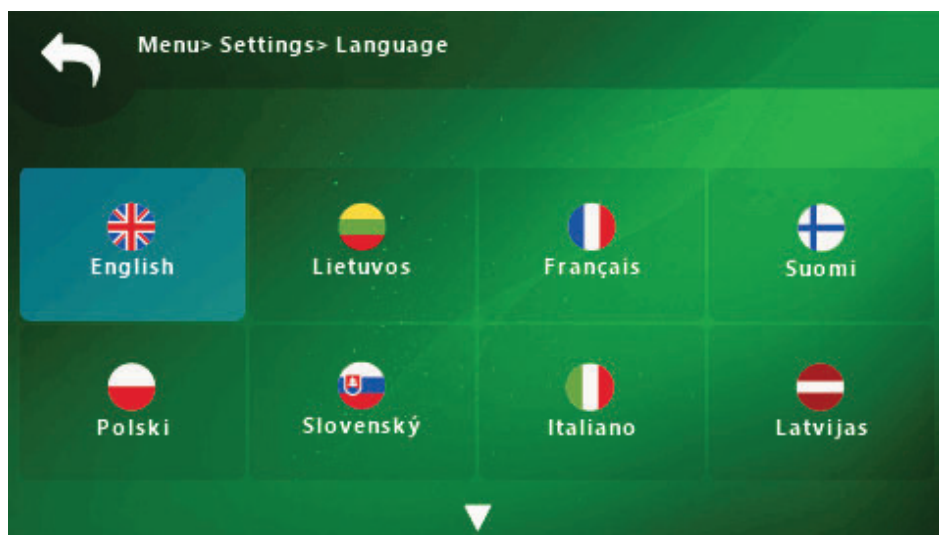 Menu> Settings> Language
English
Lietuvos
Français
Suomi
Polski
Slovenský
Italiano
Latvijas